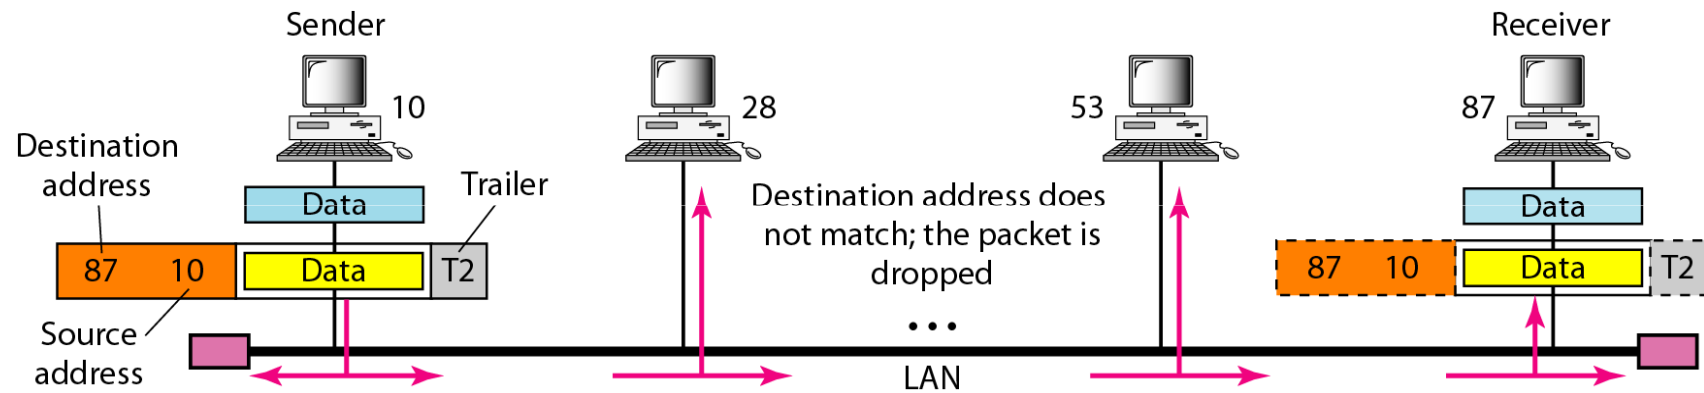 Sender
Receiver
10
28
53
87
Destination
address
Trailer
Data
87 10
Data
T2
Source
address
Destination address does
not match; the packet is
dropped
...
LAN
Data
87 10
Data
T2